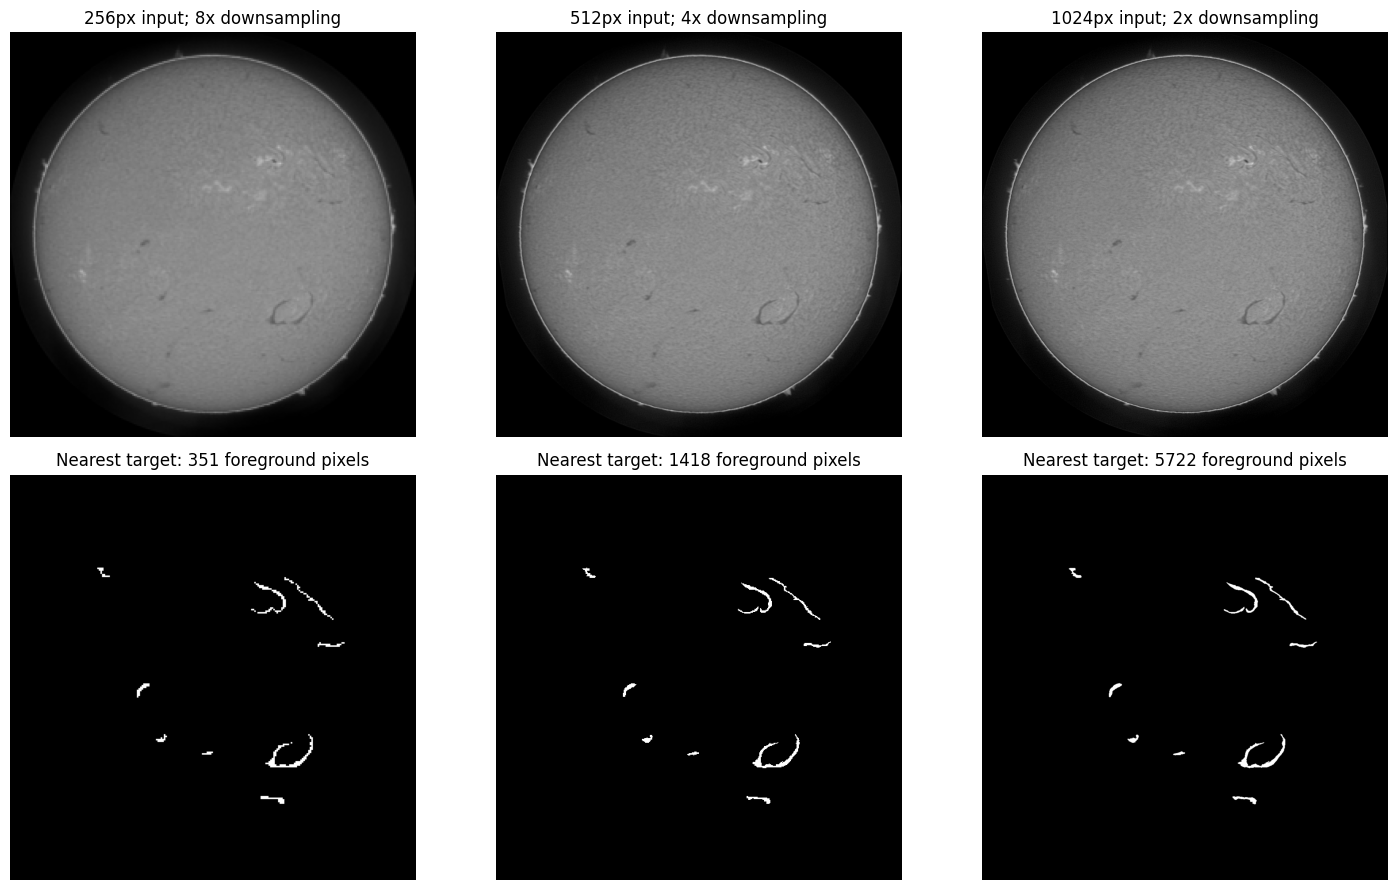 256px input; 8x downsampling
512px input; 4x downsampling
1024px input; 2x downsampling
Nearest target: 351 foreground pixels
Nearest target: 1418 foreground pixels
Nearest target: 5722 foreground pixels